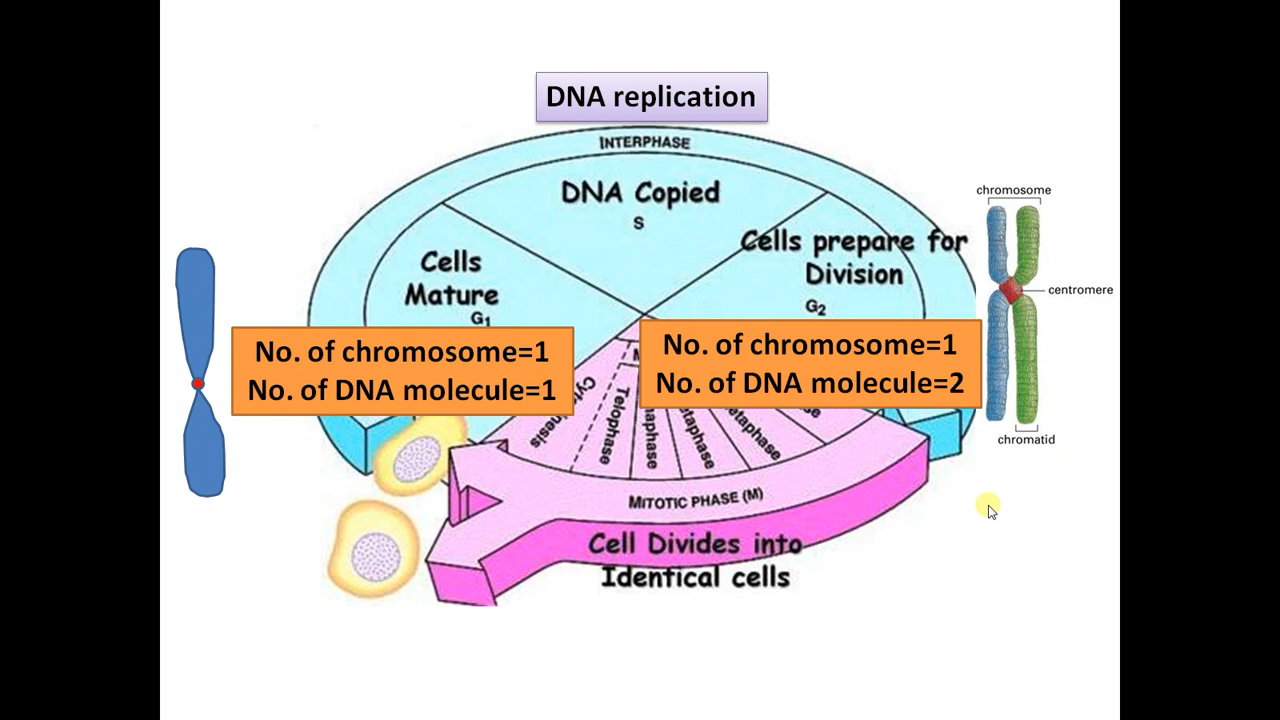 DNA replication
INTERPHASE
DNA Copied
S
Cells prepare for
Division
G2
Cells
Mature
G1
chromosome
centromere
chromatid
No. of chromosome=1
No. of DNA molecule=1
No. of chromosome=1
No. of DNA molecule=2
Telophase
MITOTIC PHASE (M)
Cell Divides into
Identical cells